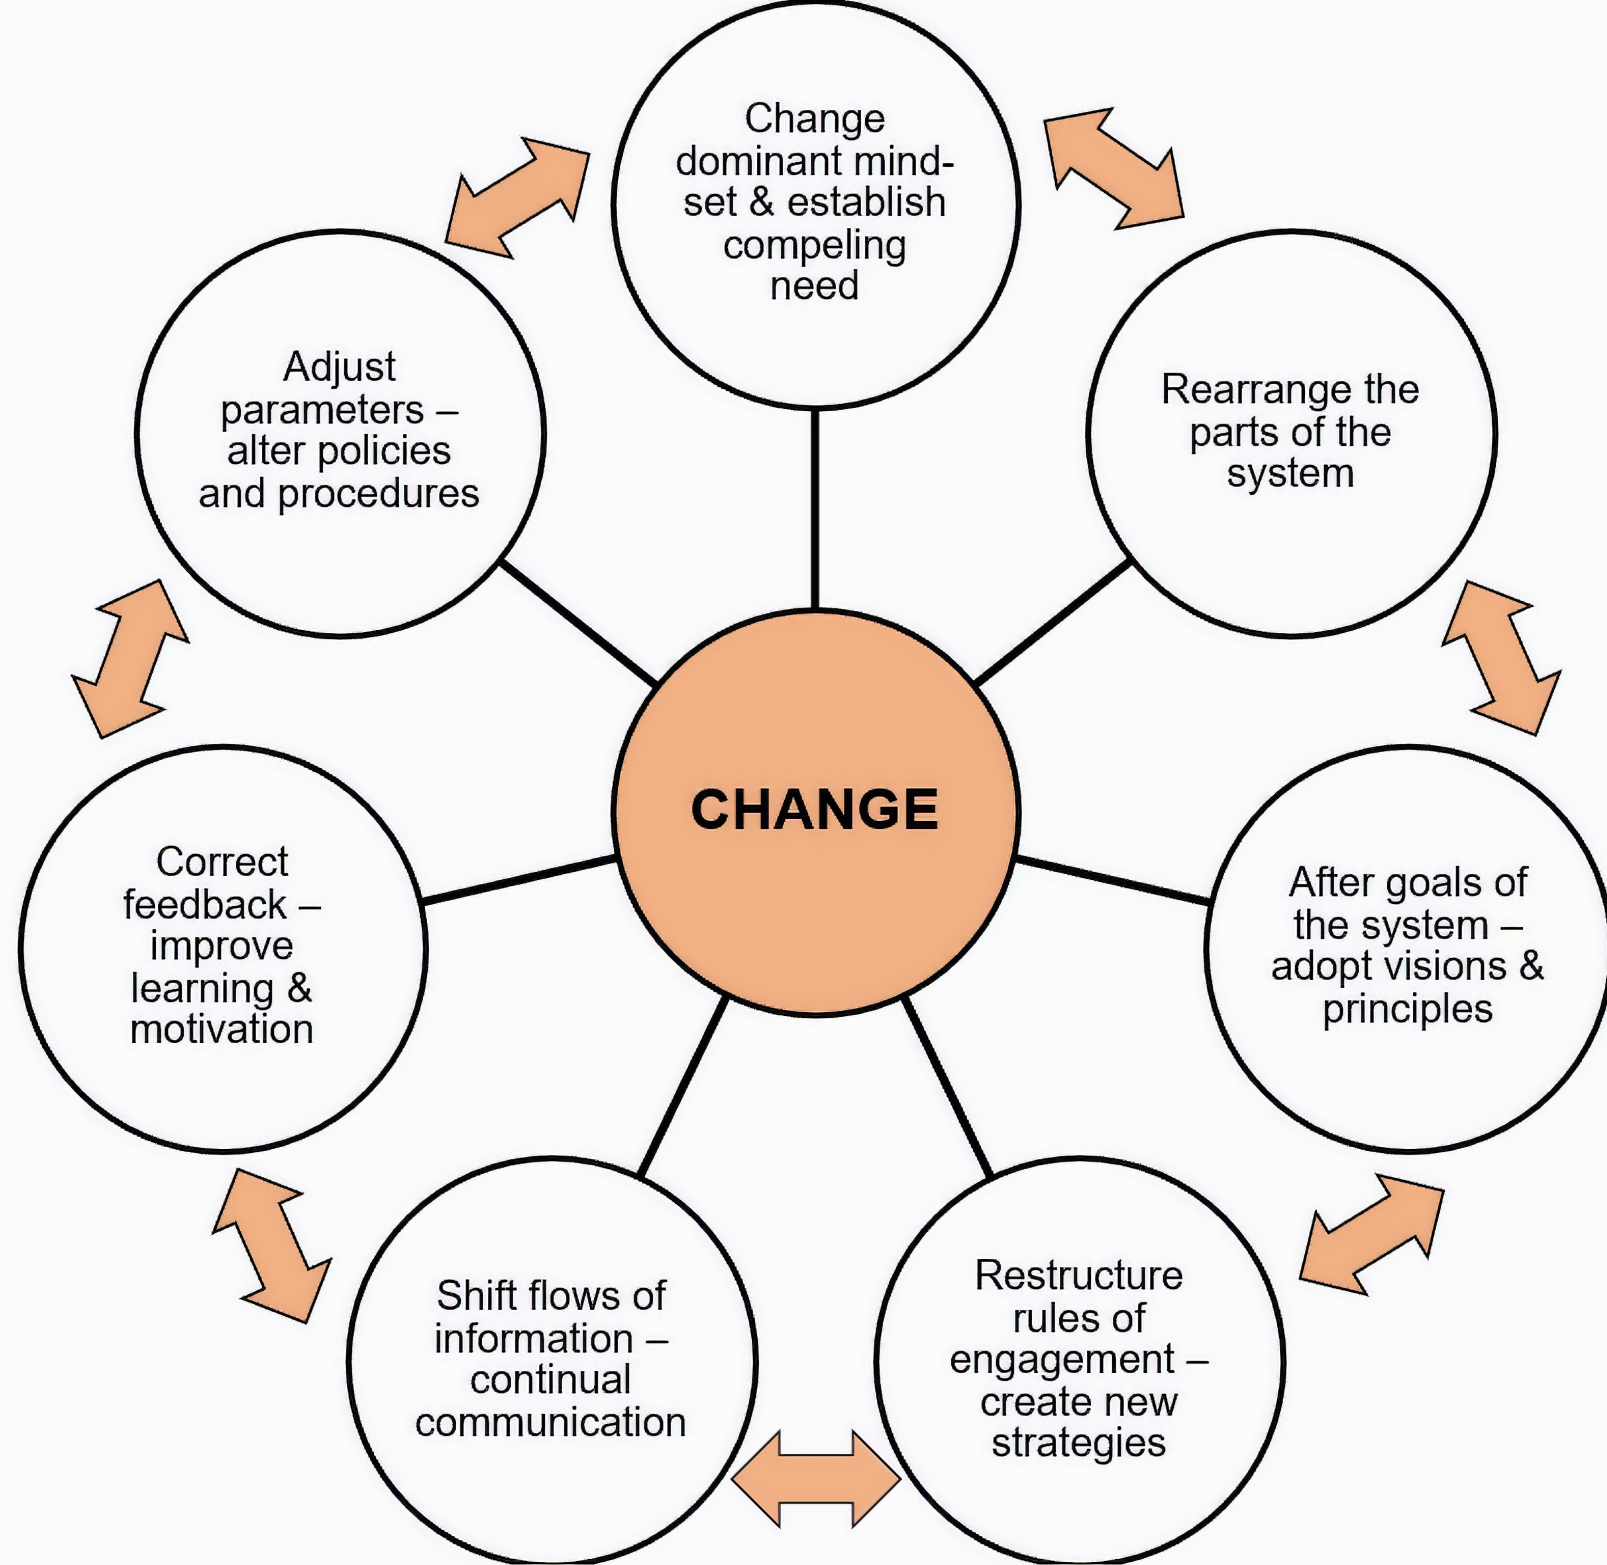 Change
dominant mind-
set & establish
compeling
need
Rearrange the
parts of the
system
After goals of
the system –
adopt visions &
principles
Restructure
rules of
engagement –
create new
strategies
Shift flows of
information –
continual
communication
Correct
feedback –
improve
learning &
motivation
Adjust
parameters –
alter policies
and procedures
CHANGE